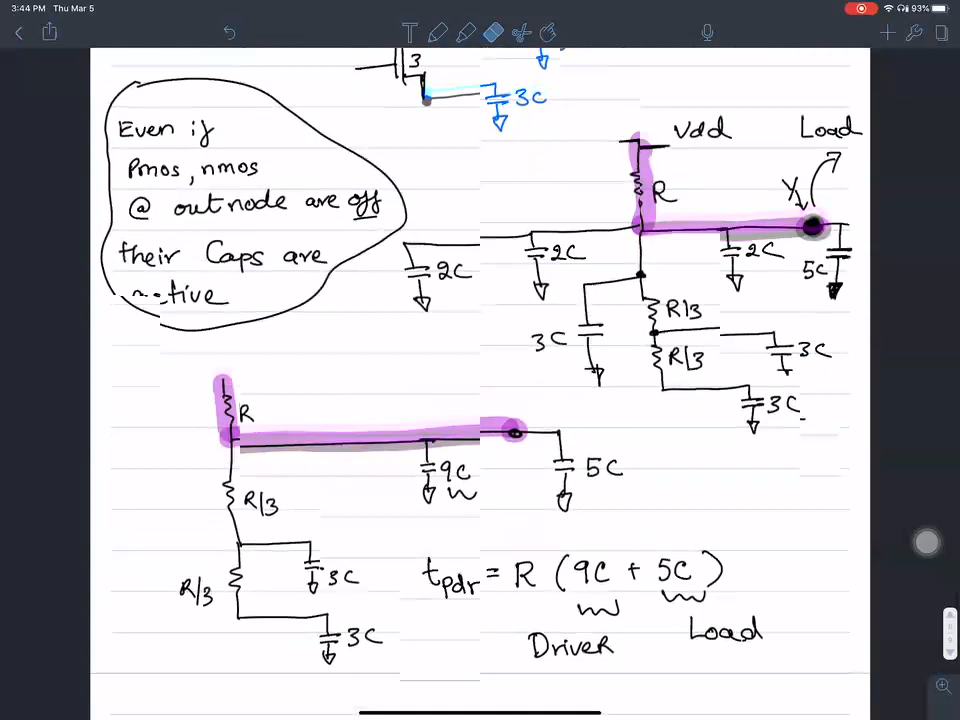 3:44 PM Thu Mar 5
93%
T
3
3C
Even if
Pmos, nmos
@ out node are off
their Caps are
Vdd
Load
R
Y
2C
2C
2C
5C
3C
R/3
3C
R/3
3C
R
9C
5C
R/3
3C
R/3
3C
tpdr = R (9C + 5C)
Driver
Load